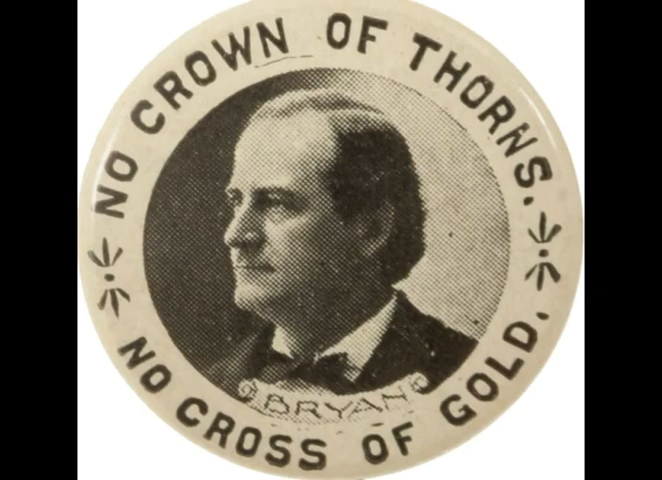 NO CROWN OF THORNS.
BRYAN
NO CROSS OF GOLD.